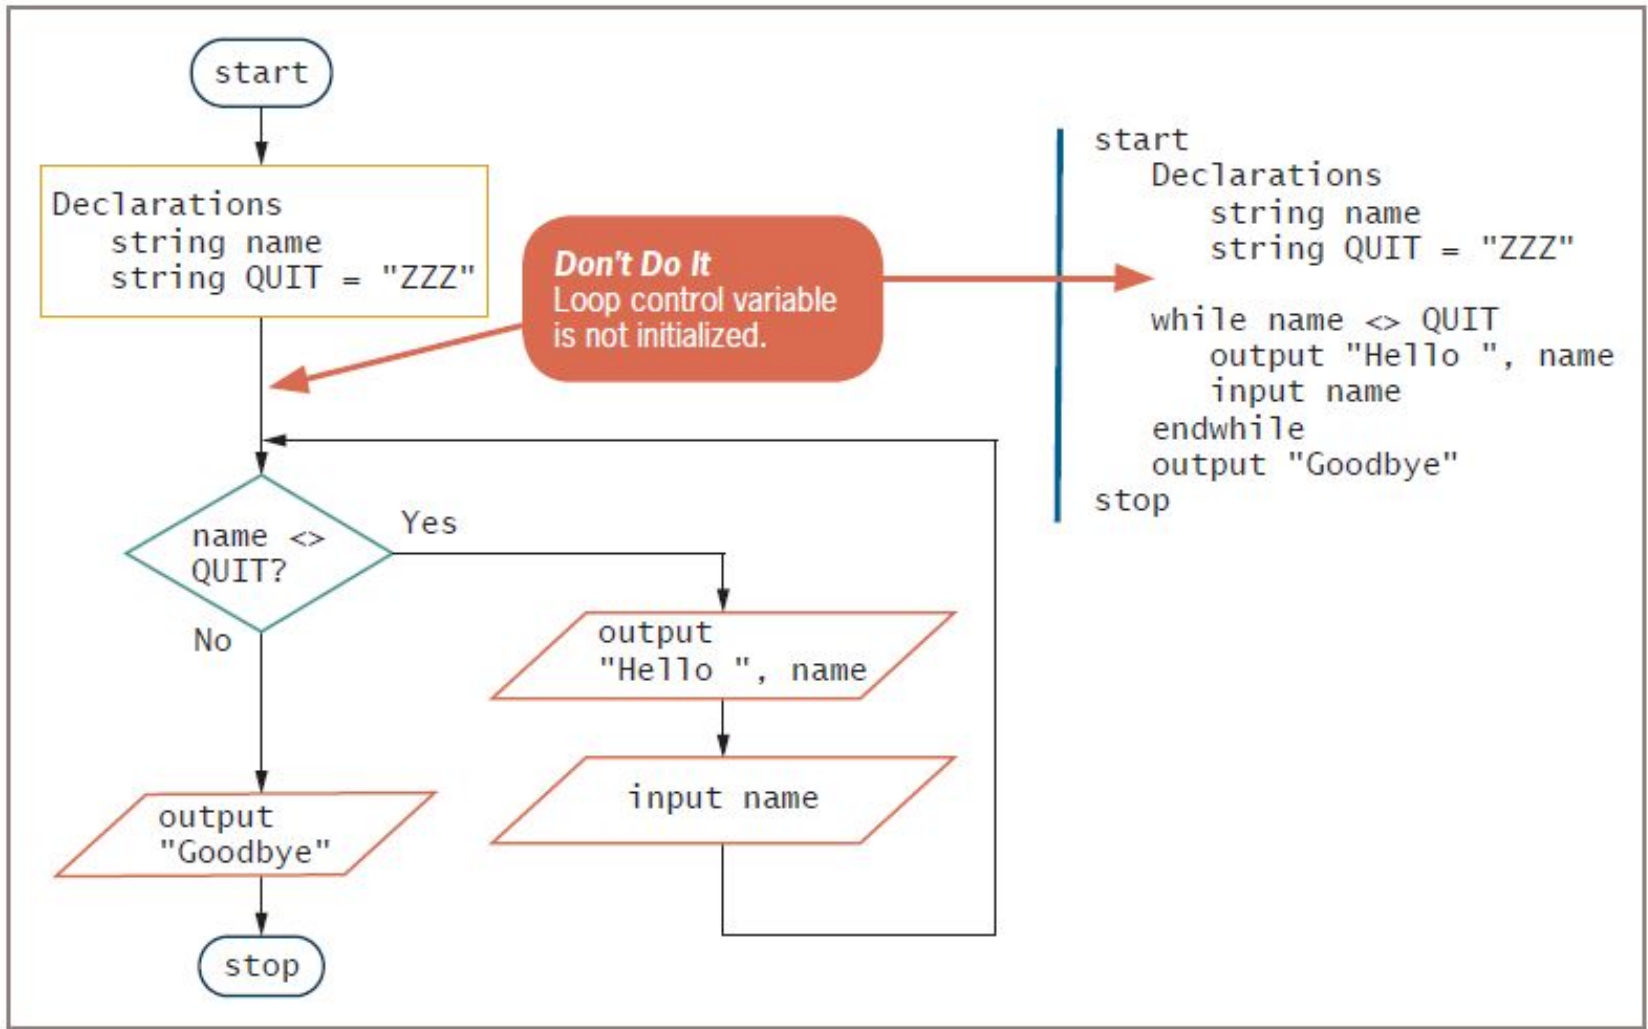 start
Declarations
string name
string QUIT = "ZZZ"
Don't Do It
Loop control variable
is not initialized.
name <>
QUIT?
Yes
No
output
"Hello ", name
input name
output
"Goodbye"
stop
start
Declarations
string name
string QUIT = "ZZZ"
while name <> QUIT
output "Hello ", name
input name
endwhile
output "Goodbye"
stop